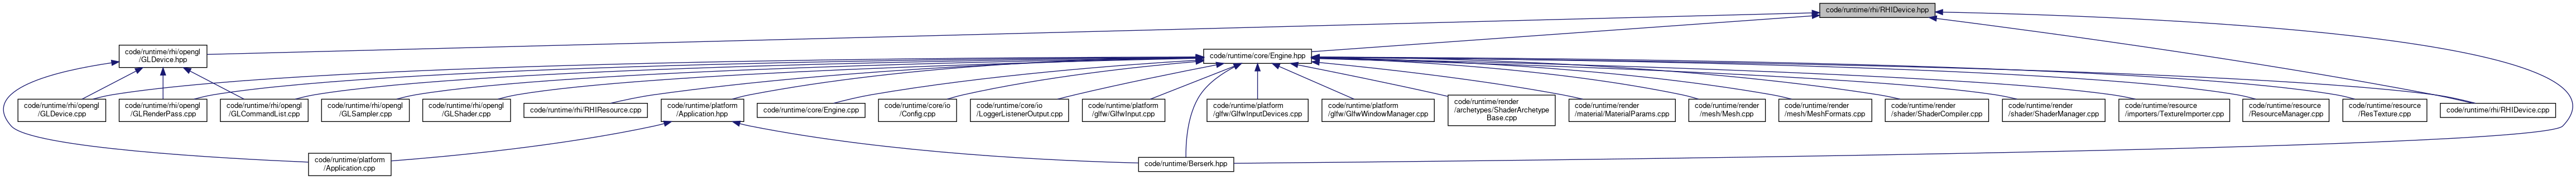 code/runtime/rhi/RHIDevice.hpp
code/runtime/rhi/opengl
/GLDevice.hpp
code/runtime/core/Engine.hpp
code/runtime/rhi/opengl
/GLDevice.cpp
code/runtime/rhi/opengl
/GLRenderPass.cpp
code/runtime/rhi/opengl
/GLCommandList.cpp
code/runtime/rhi/opengl
/GLSampler.cpp
code/runtime/rhi/opengl
/GLShader.cpp
code/runtime/rhi/RHIResource.cpp
code/runtime/platform
/Application.hpp
code/runtime/core/Engine.cpp
code/runtime/core/io
/Config.cpp
code/runtime/core/io
/LoggerListenerOutput.cpp
code/runtime/platform
/glfw/GlfwInput.cpp
code/runtime/platform
/glfw/GlfwInputDevices.cpp
code/runtime/platform
/glfw/GlfwWindowManager.cpp
code/runtime/render
/archetypes/ShaderArchetype
Base.cpp
code/runtime/render
/material/MaterialParams.cpp
code/runtime/render
/mesh/Mesh.cpp
code/runtime/render
/mesh/MeshFormats.cpp
code/runtime/render
/shader/ShaderCompiler.cpp
code/runtime/render
/shader/ShaderManager.cpp
code/runtime/resource
/importers/TextureImporter.cpp
code/runtime/resource
/ResourceManager.cpp
code/runtime/resource
/ResTexture.cpp
code/runtime/rhi/RHIDevice.cpp
code/runtime/platform
/Application.cpp
code/runtime/Berserk.hpp